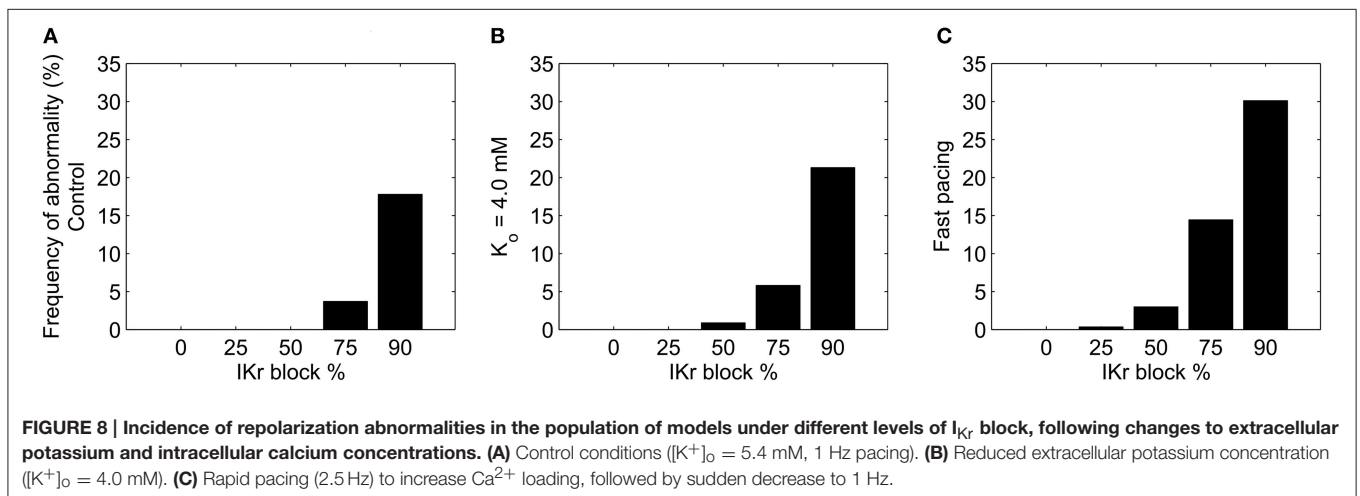 A
B
C
Frequency of abnormality (%)
Control
35
30
25
20
15
10
5
0
0 25 50 75 90
IKr block %
K_o = 4.0 mM
35
30
25
20
15
10
5
0
0 25 50 75 90
IKr block %
Fast pacing
35
30
25
20
15
10
5
0
0 25 50 75 90
IKr block %
FIGURE 8 | Incidence of repolarization abnormalities in the population of models under different levels of I_Kr block, following changes to extracellular
potassium and intracellular calcium concentrations. (A) Control conditions ([K⁺]_o = 5.4 mM, 1 Hz pacing). (B) Reduced extracellular potassium concentration
([K⁺]_o = 4.0 mM). (C) Rapid pacing (2.5 Hz) to increase Ca²⁺ loading, followed by sudden decrease to 1 Hz.